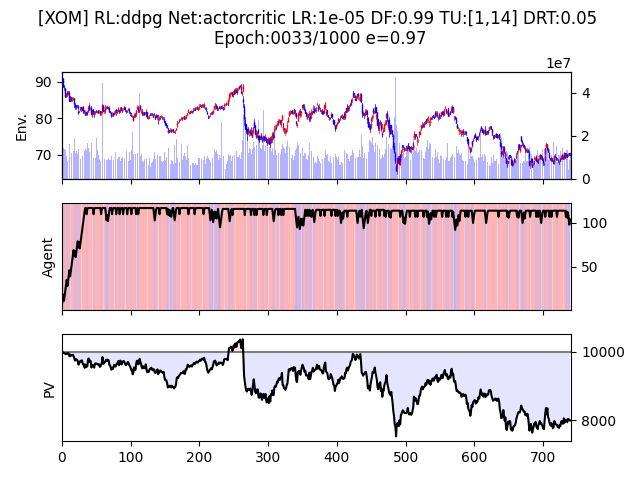 [XOM] RL:ddpg Net:actorcritic LR:1e-05 DF:0.99 TU:[1,14] DRT:0.05
Epoch:0033/1000 e=0.97
1e7
Env.
90
80
70
4
2
0
Agent
100
50
PV
10000
8000
0 100 200 300 400 500 600 700